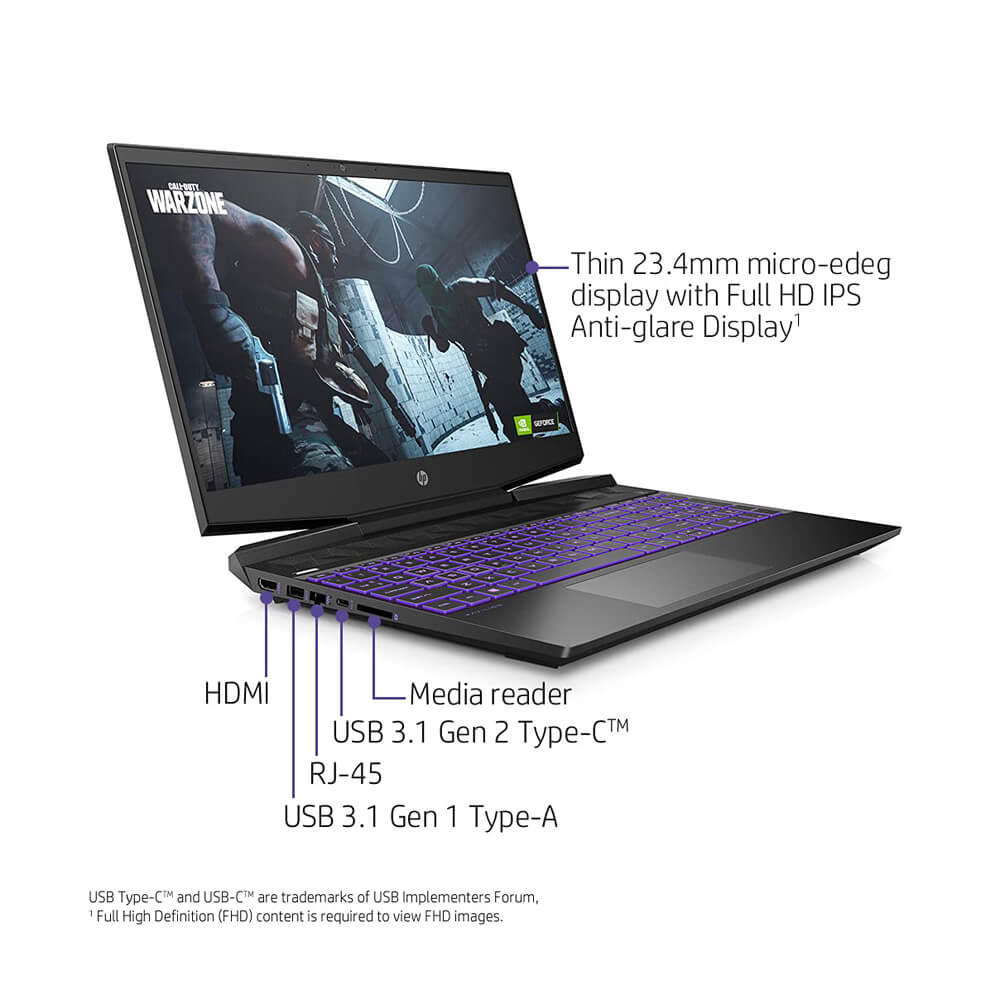 CALL OF DUTY
WARZONE
Thin 23.4mm micro-edeg
display with Full HD IPS
Anti-glare Display¹
NVIDIA
GEFORCE
hp
PAVILION
HDMI
Media reader
USB 3.1 Gen 2 Type-C™
RJ-45
USB 3.1 Gen 1 Type-A
USB Type-C™ and USB-C™ are trademarks of USB Implementers Forum,
¹ Full High Definition (FHD) content is required to view FHD images.